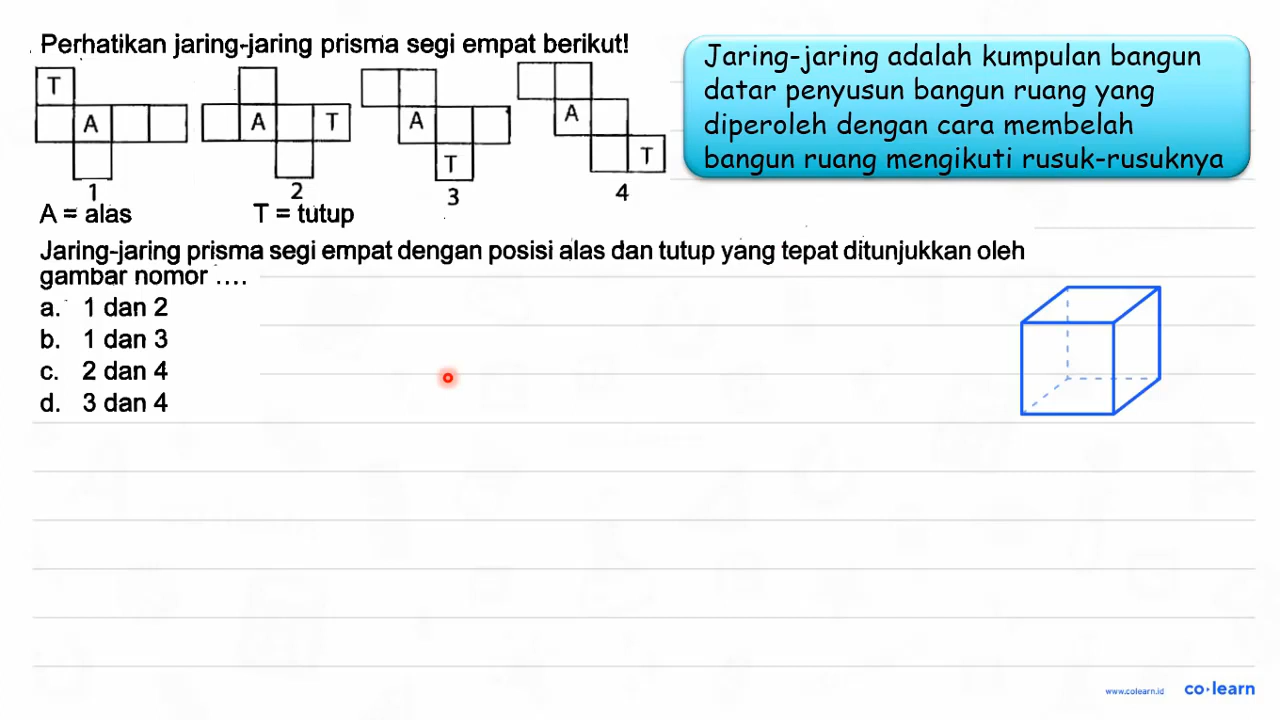 Perhatikan jaring-jaring prisma segi empat berikut!
Jaring-jaring adalah kumpulan bangun
datar penyusun bangun ruang yang
diperoleh dengan cara membelah
bangun ruang mengikuti rusuk-rusuknya
T
A
1
A T
2
A
T
3
A
T
4
A = alas T = tutup
Jaring-jaring prisma segi empat dengan posisi alas dan tutup yang tepat ditunjukkan oleh
gambar nomor ....
a. 1 dan 2
b. 1 dan 3
c. 2 dan 4
d. 3 dan 4
www.colearn.id co·learn